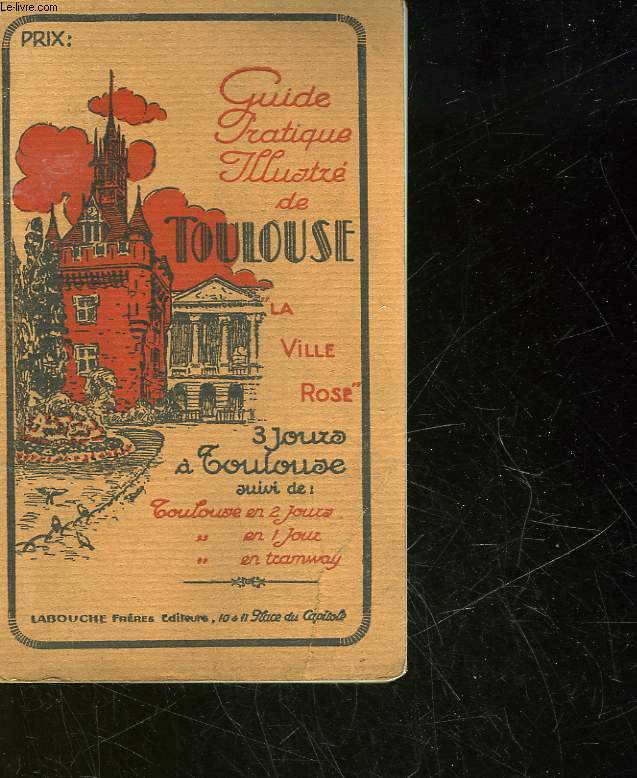 Le-livre.com
PRIX:
Guide
Pratique
Illustré
de
TOULOUSE
"LA
VILLE
ROSE"
3 Jours
à Toulouse
suivi de:
Toulouse en 2 Jours
" en 1 Jour
" en tramway
LABOUCHE FRÈRES Editeurs, 10 & 11 Place du Capitole